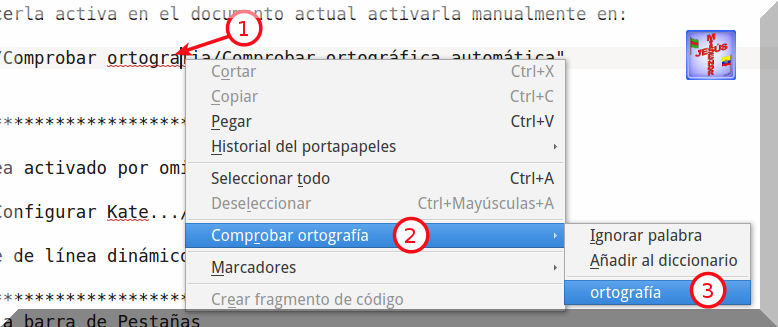 cerla activa en el documento actual activarla manualmente en:
1
/Comprobar ortografia/Comprobar ortográfica automática"
JESÚS
Cortar Ctrl+X
Copiar Ctrl+C
Pegar Ctrl+V
*********************
Historial del portapapeles
ea activado por omi
Seleccionar todo Ctrl+A
Deseleccionar Ctrl+Mayúsculas+A
Configurar Kate.../
Comprobar ortografía 2
Ignorar palabra
e de línea dinámico
Añadir al diccionario
Marcadores
ortografía 3
Crear fragmento de código
*********************
a barra de Pestañas